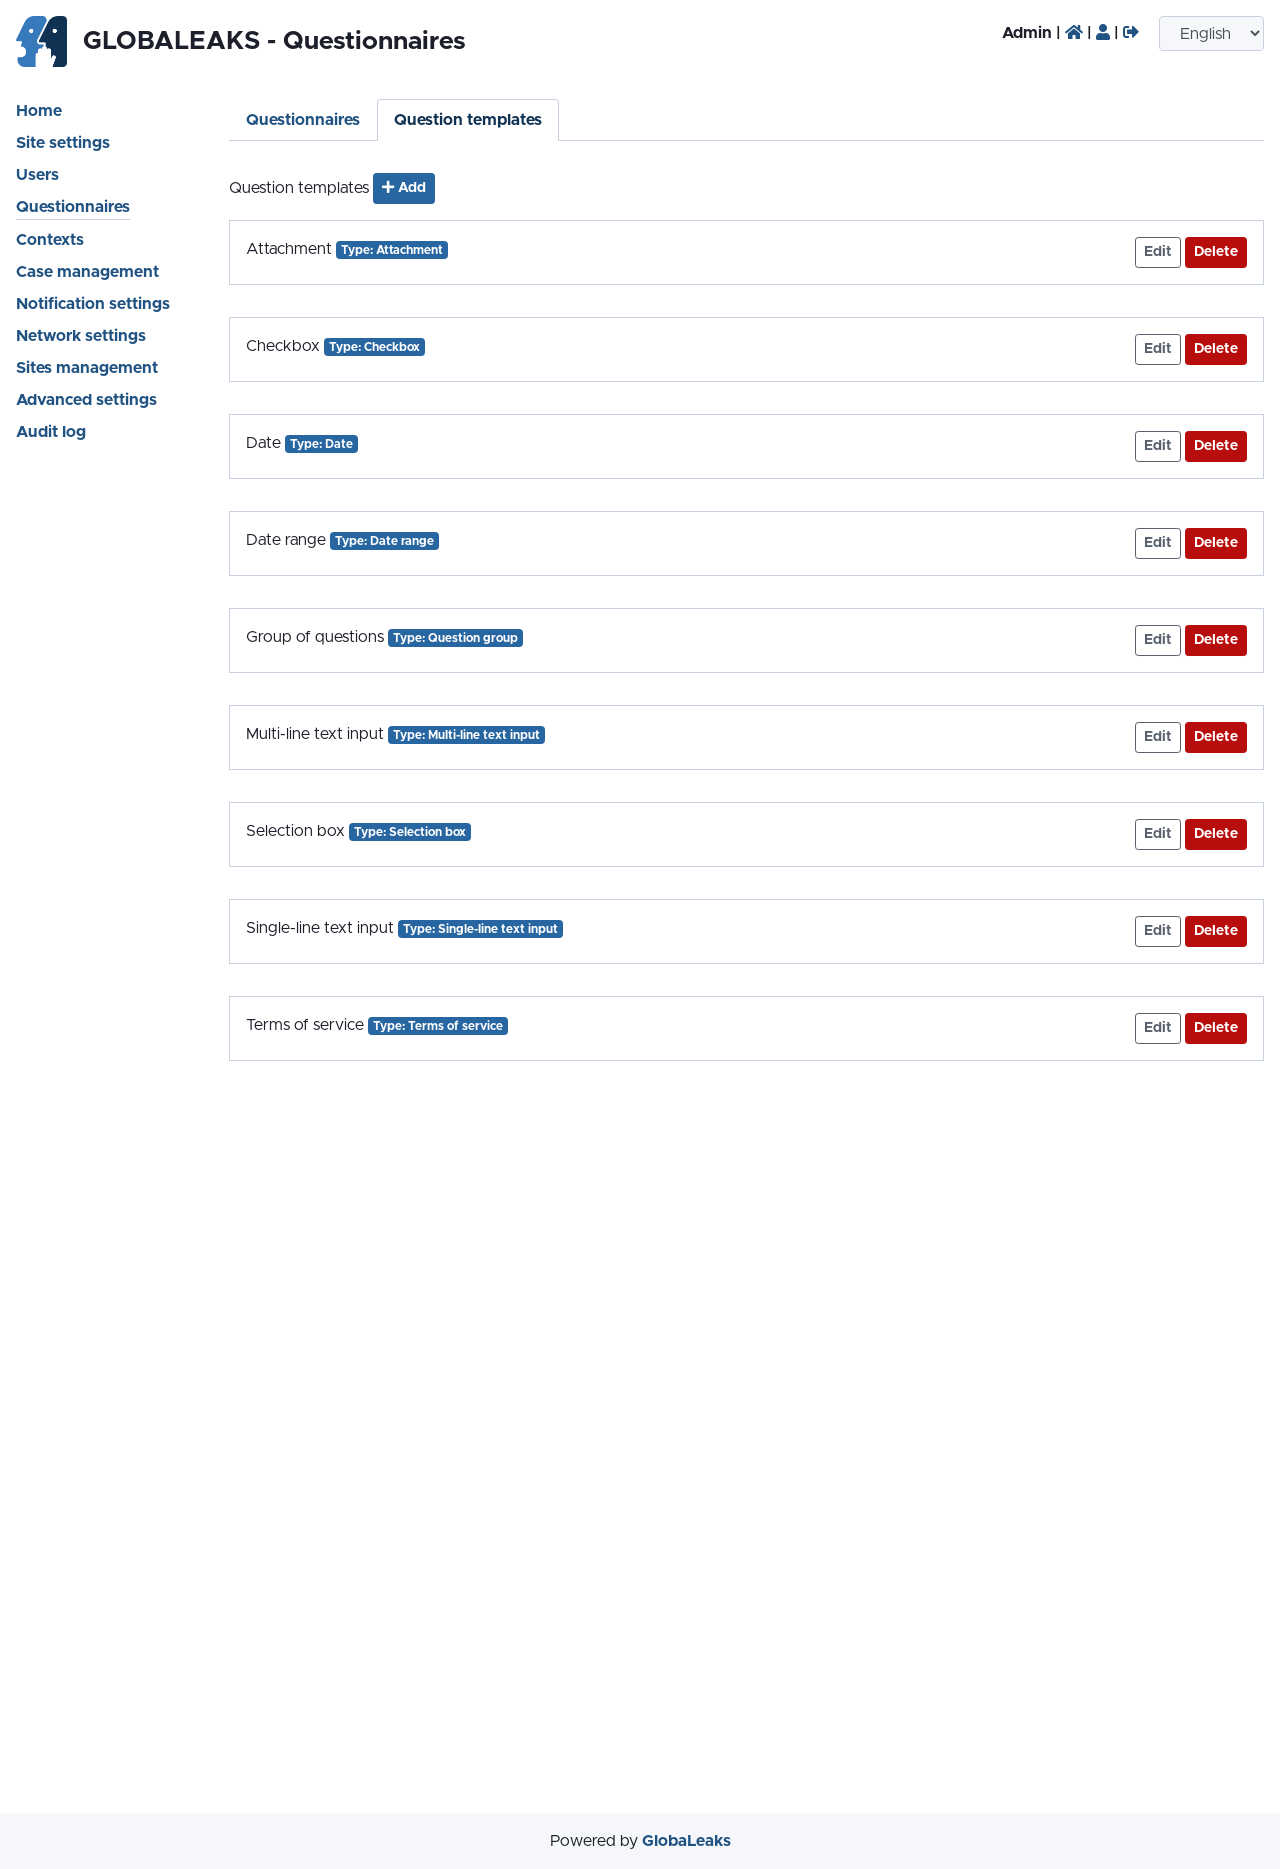 GLOBALEAKS - Questionnaires
Admin | | |
English
Home
Site settings
Users
Questionnaires
Contexts
Case management
Notification settings
Network settings
Sites management
Advanced settings
Audit log
Questionnaires
Question templates
Question templates + Add
Attachment Type: Attachment Edit Delete
Checkbox Type: Checkbox Edit Delete
Date Type: Date Edit Delete
Date range Type: Date range Edit Delete
Group of questions Type: Question group Edit Delete
Multi-line text input Type: Multi-line text input Edit Delete
Selection box Type: Selection box Edit Delete
Single-line text input Type: Single-line text input Edit Delete
Terms of service Type: Terms of service Edit Delete
Powered by GlobaLeaks